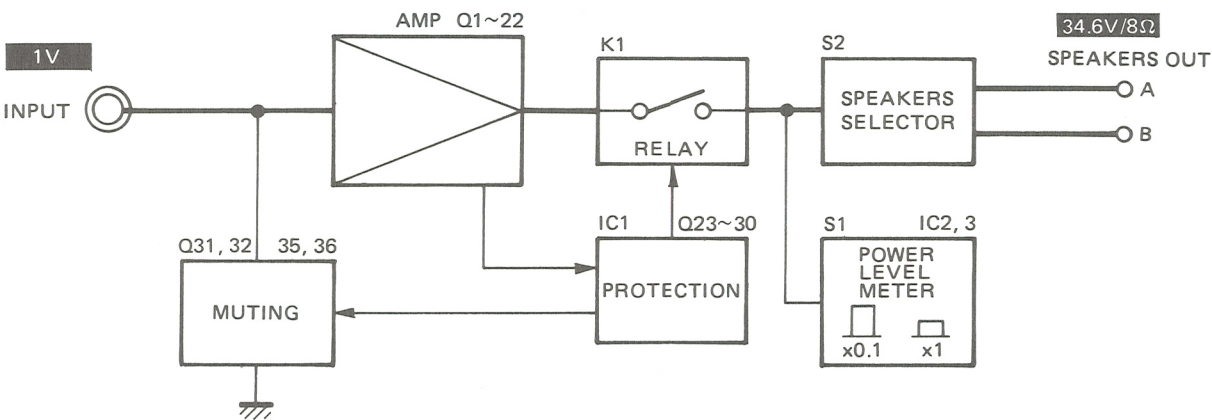 AMP Q1~22
34.6V/8Ω
1V
K1
S2
SPEAKERS OUT
INPUT
SPEAKERS
SELECTOR
A
B
RELAY
Q31, 32 35, 36
IC1 Q23~30
S1 IC2, 3
MUTING
PROTECTION
POWER
LEVEL
METER
x0.1 x1